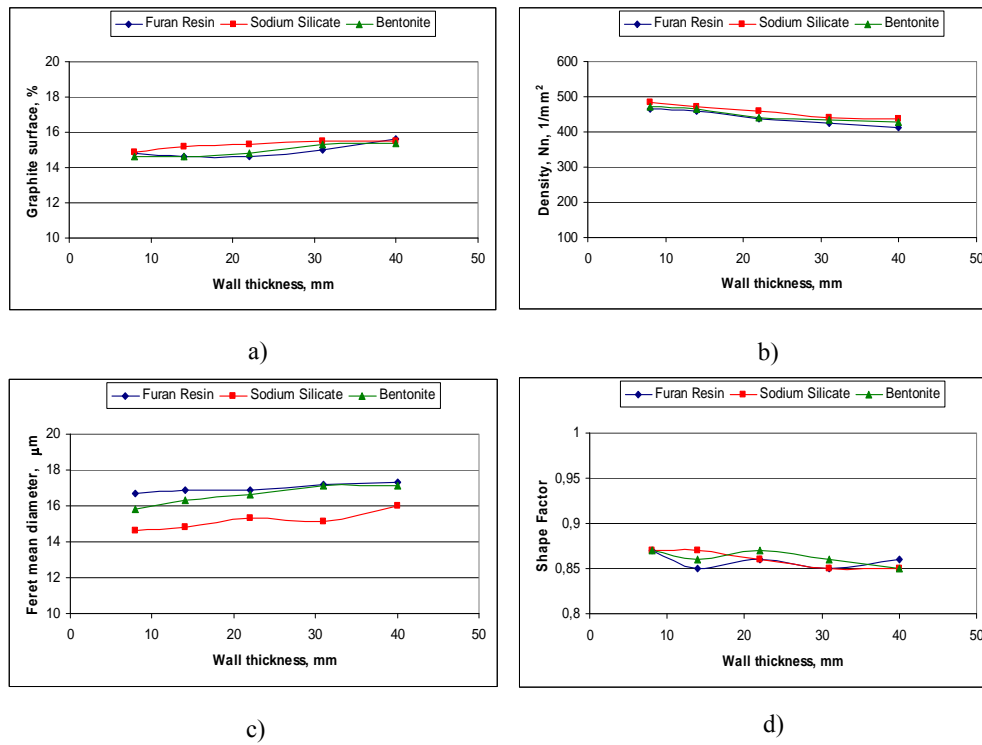 Furan Resin Sodium Silicate Bentonite
20
18
16
14
12
10
0 10 20 30 40 50
Graphite surface, %
Wall thickness, mm
a)
Furan Resin Sodium Silicate Bentonite
600
500
400
300
200
100
0 10 20 30 40 50
Density, Nn, 1/mm²
Wall thickness, mm
b)
Furan Resin Sodium Silicate Bentonite
20
18
16
14
12
10
0 10 20 30 40 50
Feret mean diameter, μm
Wall thickness, mm
c)
Furan Resin Sodium Silicate Bentonite
1
0,95
0,9
0,85
0,8
0 10 20 30 40 50
Shape Factor
Wall thickness, mm
d)